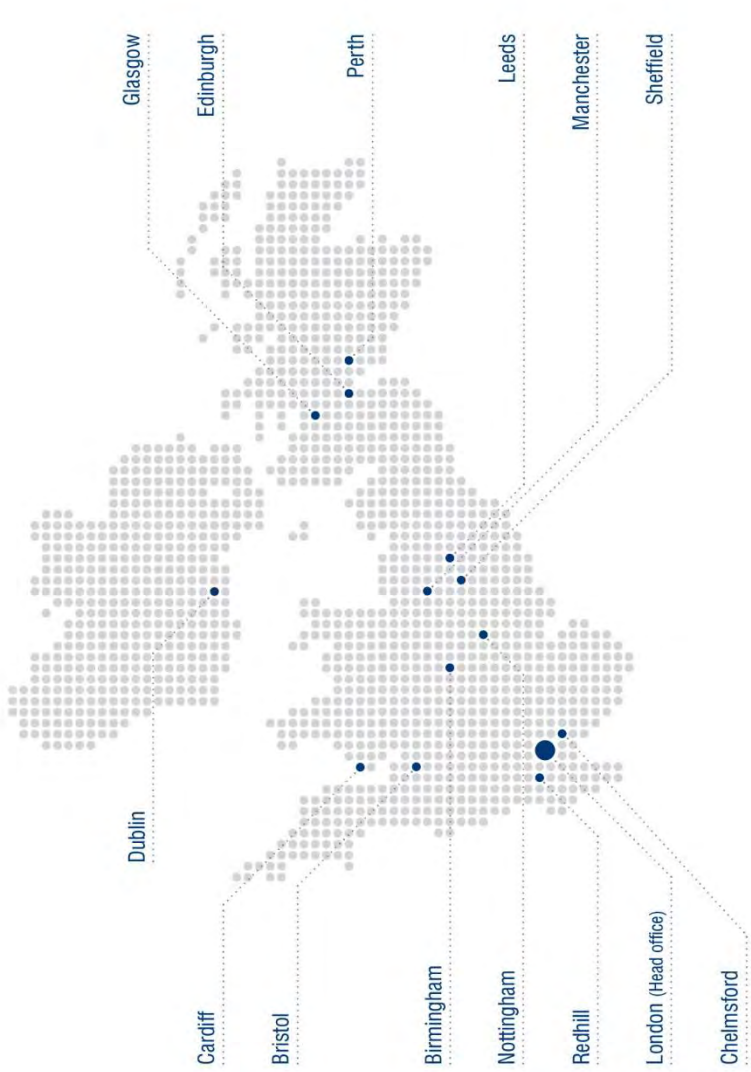 Glasgow
Edinburgh
Perth
Leeds
Manchester
Sheffield
Dublin
Cardiff
Bristol
Birmingham
Nottingham
Redhill
London (Head office)
Chelmsford